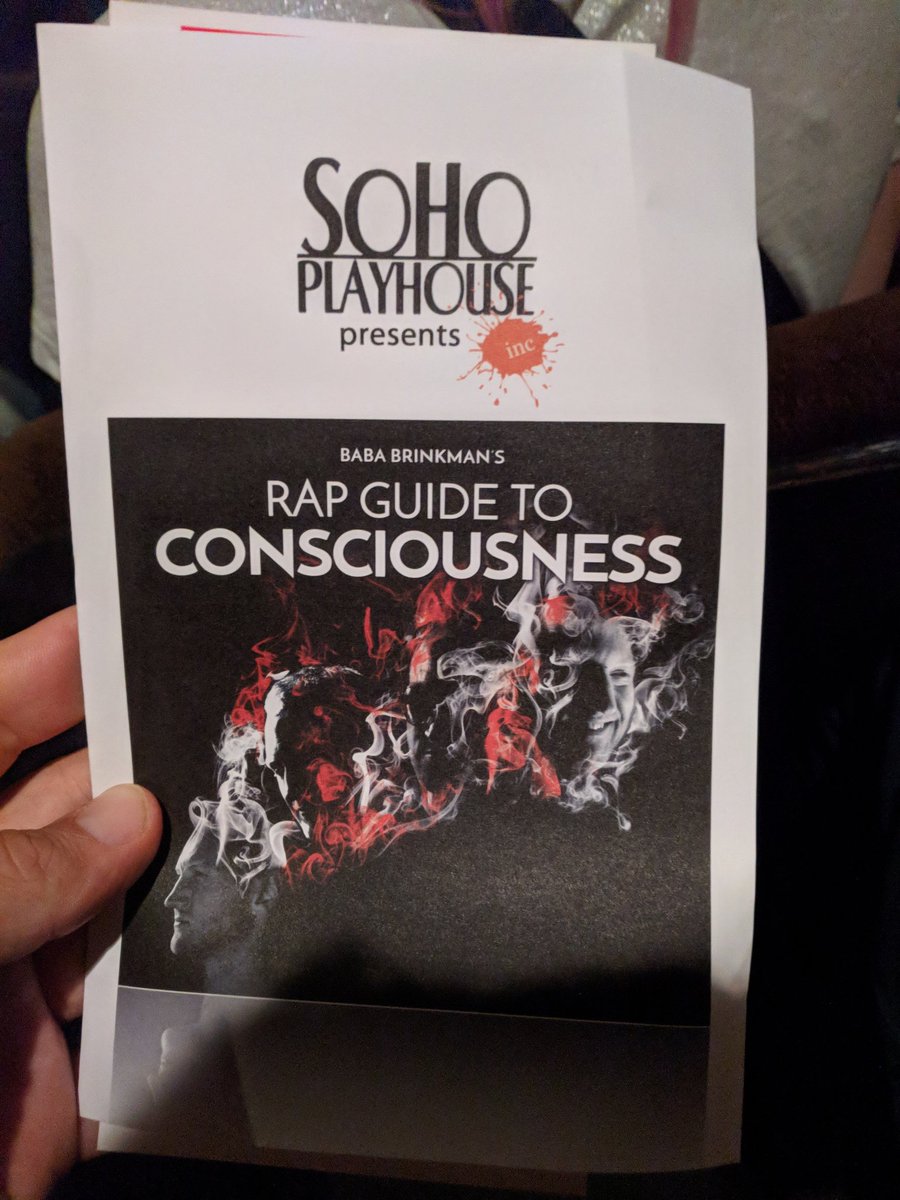 SOHO
PLAYHOUSE
presents
inc
BABA BRINKMAN'S
RAP GUIDE TO
CONSCIOUSNESS